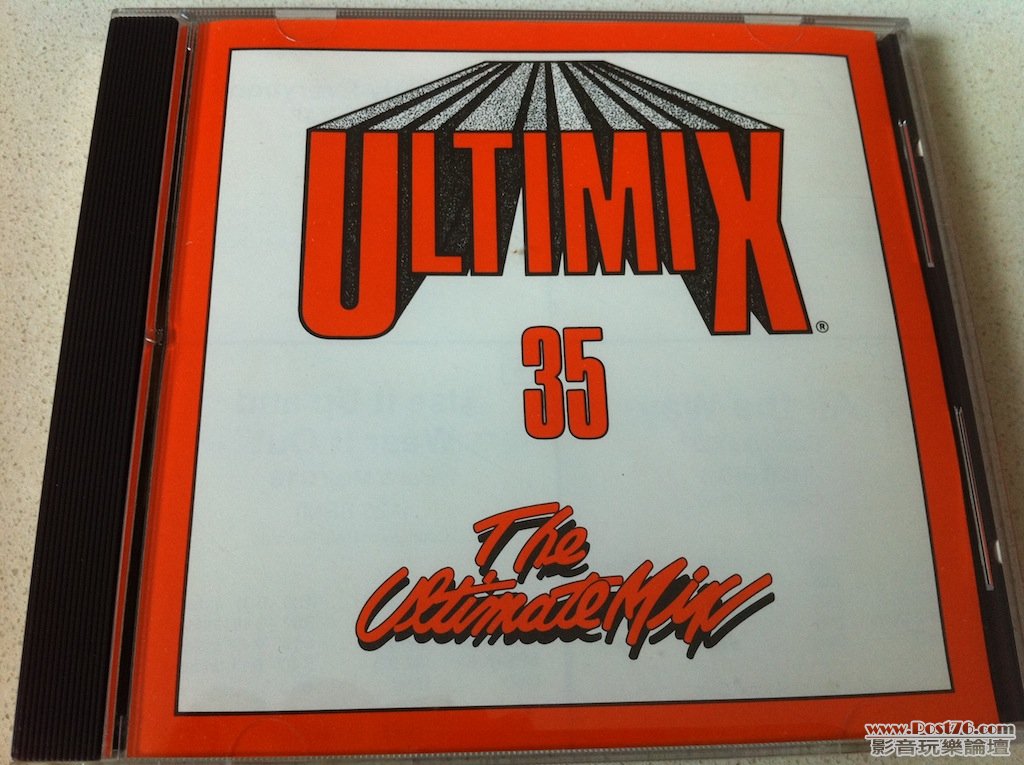 ULTIMIX®
35
The
Ultimate Mix
www.Post76.com
影音玩樂論壇